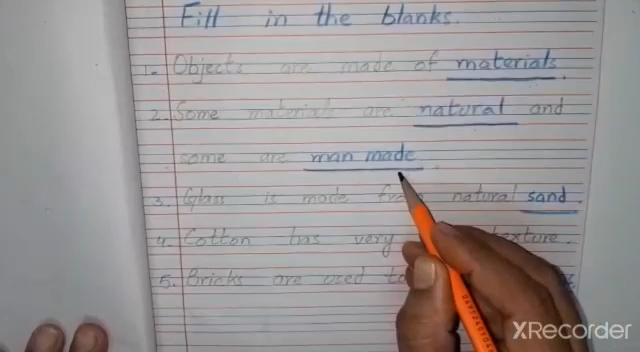 Fill in the blanks.
1. Objects are made of materials.
2. Some materials are natural and
some are man made.
3. Glass is made from natural sand.
4. Cotton has very texture.
5. Bricks are used to
XRecorder